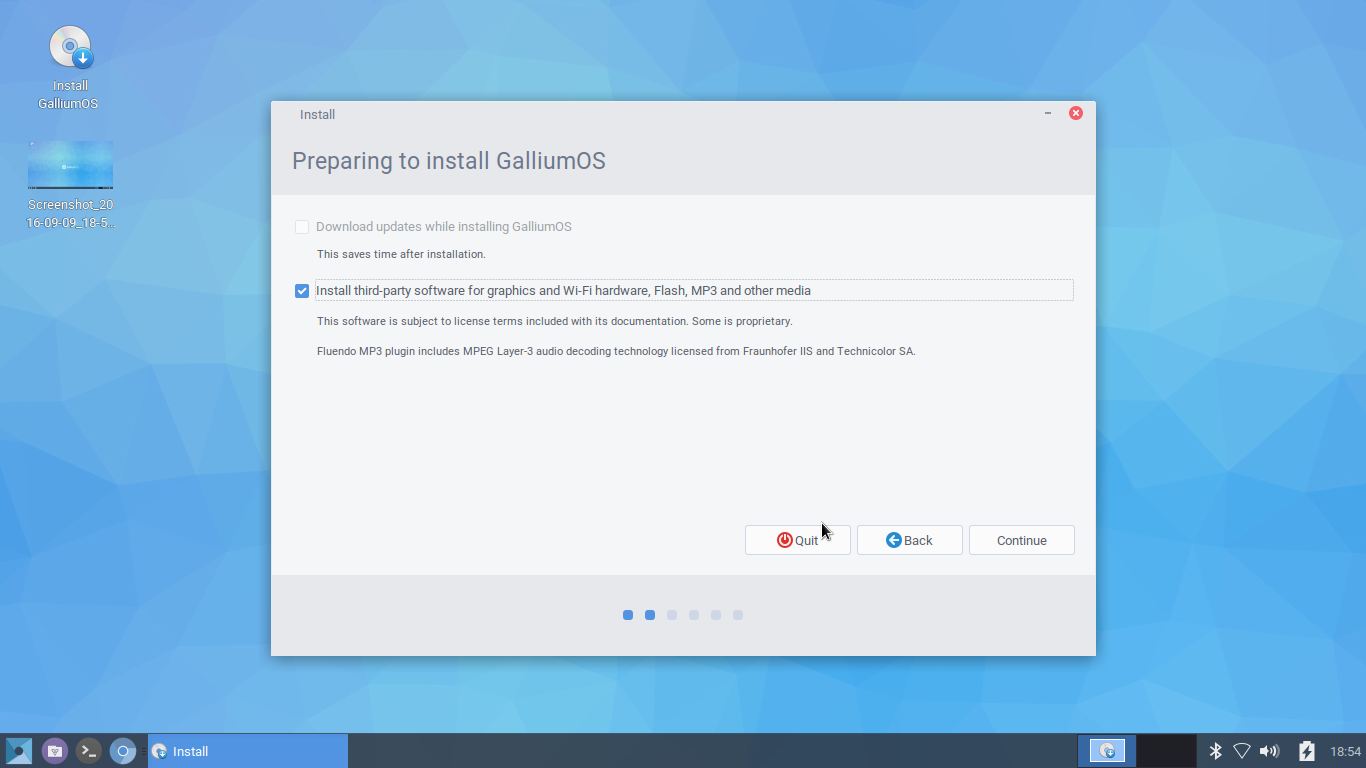 Install
GalliumOS
Screenshot_20
16-09-09_18-5..
Install
Preparing to install GalliumOS
Download updates while installing GalliumOS
This saves time after installation.
Install third-party software for graphics and Wi-Fi hardware, Flash, MP3 and other media
This software is subject to license terms included with its documentation. Some is proprietary.
Fluendo MP3 plugin includes MPEG Layer-3 audio decoding technology licensed from Fraunhofer IIS and Technicolor SA.
Quit
Back
Continue
Install
18:54